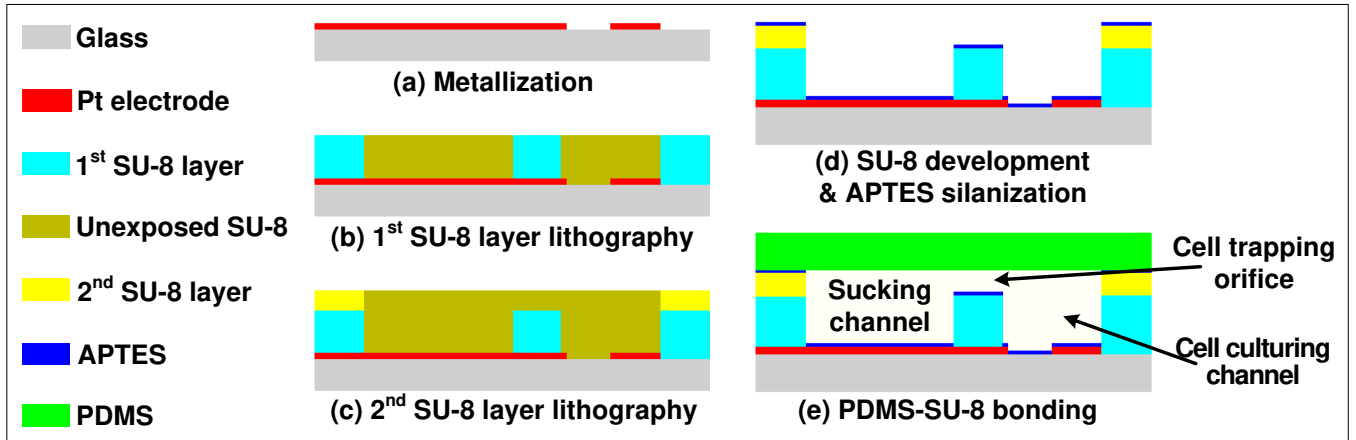 Glass
Pt electrode
1st SU-8 layer
Unexposed SU-8
2nd SU-8 layer
APTES
PDMS
(a) Metallization
(b) 1st SU-8 layer lithography
(c) 2nd SU-8 layer lithography
(d) SU-8 development
& APTES silanization
Sucking
channel
Cell trapping
orifice
Cell culturing
channel
(e) PDMS-SU-8 bonding